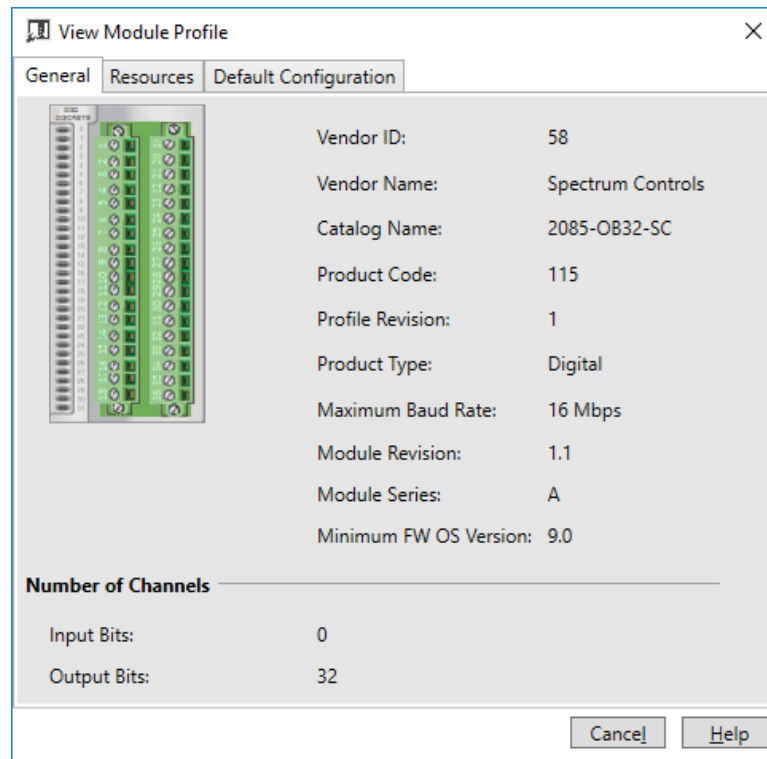 View Module Profile
General Resources Default Configuration
Vendor ID: 58
Vendor Name: Spectrum Controls
Catalog Name: 2085-OB32-SC
Product Code: 115
Profile Revision: 1
Product Type: Digital
Maximum Baud Rate: 16 Mbps
Module Revision: 1.1
Module Series: A
Minimum FW OS Version: 9.0
Number of Channels
Input Bits: 0
Output Bits: 32
Cancel Help